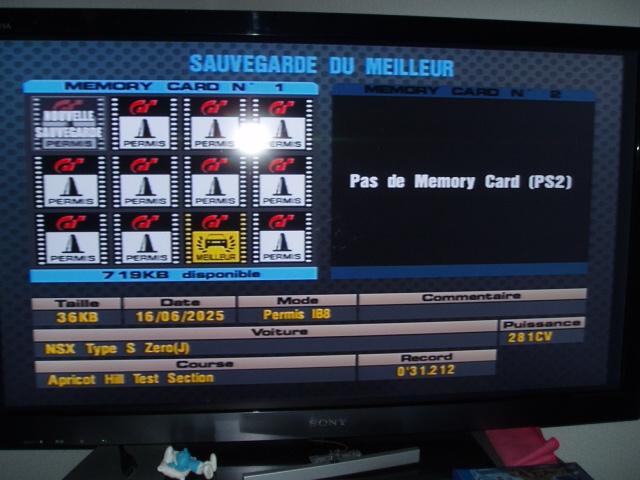 SAUVEGARDE DU MEILLEUR
MEMORY CARD N° 1
MEMORY CARD N° 2
NOUVELLE SAUVEGARDE
PERMIS
PERMIS
PERMIS
PERMIS
PERMIS
PERMIS
PERMIS
PERMIS
PERMIS
MEILLEUR
PERMIS
Pas de Memory Card (PS2)
719KB disponible
Taille Date Mode Commentaire
36KB 16/06/2025 Permis IB8
Voiture Puissance
NSX Type S Zero(J) 281CV
Course Record
Apricot Hill Test Section 0'31.212
SONY